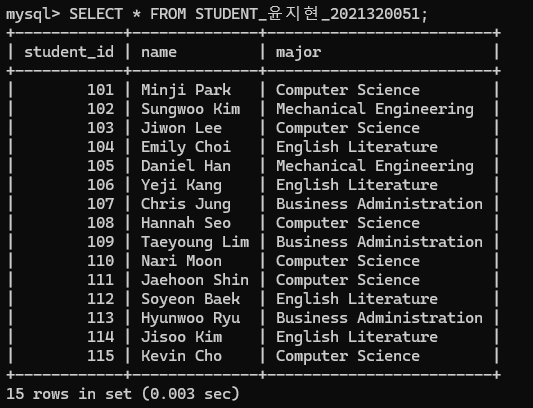 mysql> SELECT * FROM STUDENT_윤지현_2021320051;
+------------+--------------+-------------------------+
| student_id | name         | major                   |
+------------+--------------+-------------------------+
|        101 | Minji Park   | Computer Science        |
|        102 | Sungwoo Kim  | Mechanical Engineering  |
|        103 | Jiwon Lee    | Computer Science        |
|        104 | Emily Choi   | English Literature      |
|        105 | Daniel Han   | Mechanical Engineering  |
|        106 | Yeji Kang    | English Literature      |
|        107 | Chris Jung   | Business Administration |
|        108 | Hannah Seo   | Computer Science        |
|        109 | Taeyoung Lim | Business Administration |
|        110 | Nari Moon    | Computer Science        |
|        111 | Jaehoon Shin | Computer Science        |
|        112 | Soyeon Baek  | English Literature      |
|        113 | Hyunwoo Ryu  | Business Administration |
|        114 | Jisoo Kim    | English Literature      |
|        115 | Kevin Cho    | Computer Science        |
+------------+--------------+-------------------------+
15 rows in set (0.003 sec)